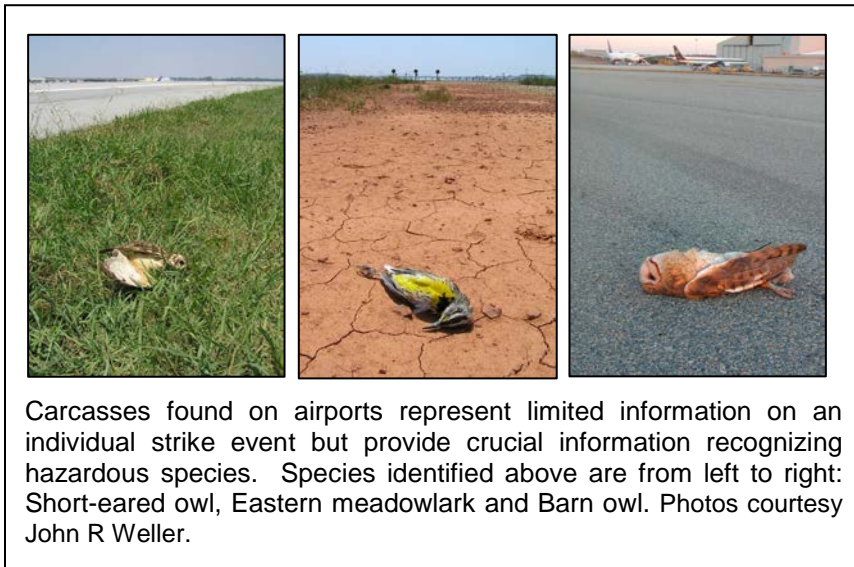 Carcasses found on airports represent limited information on an
individual strike event but provide crucial information recognizing
hazardous species.  Species identified above are from left to right:
Short-eared owl, Eastern meadowlark and Barn owl. Photos courtesy
John R Weller.